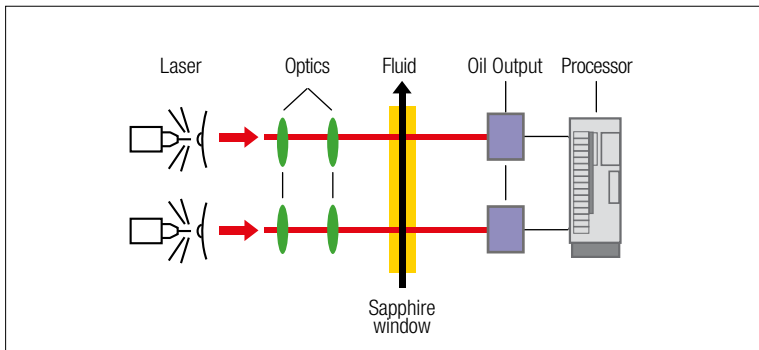 Laser
Optics
Fluid
Oil Output
Processor
Sapphire
window